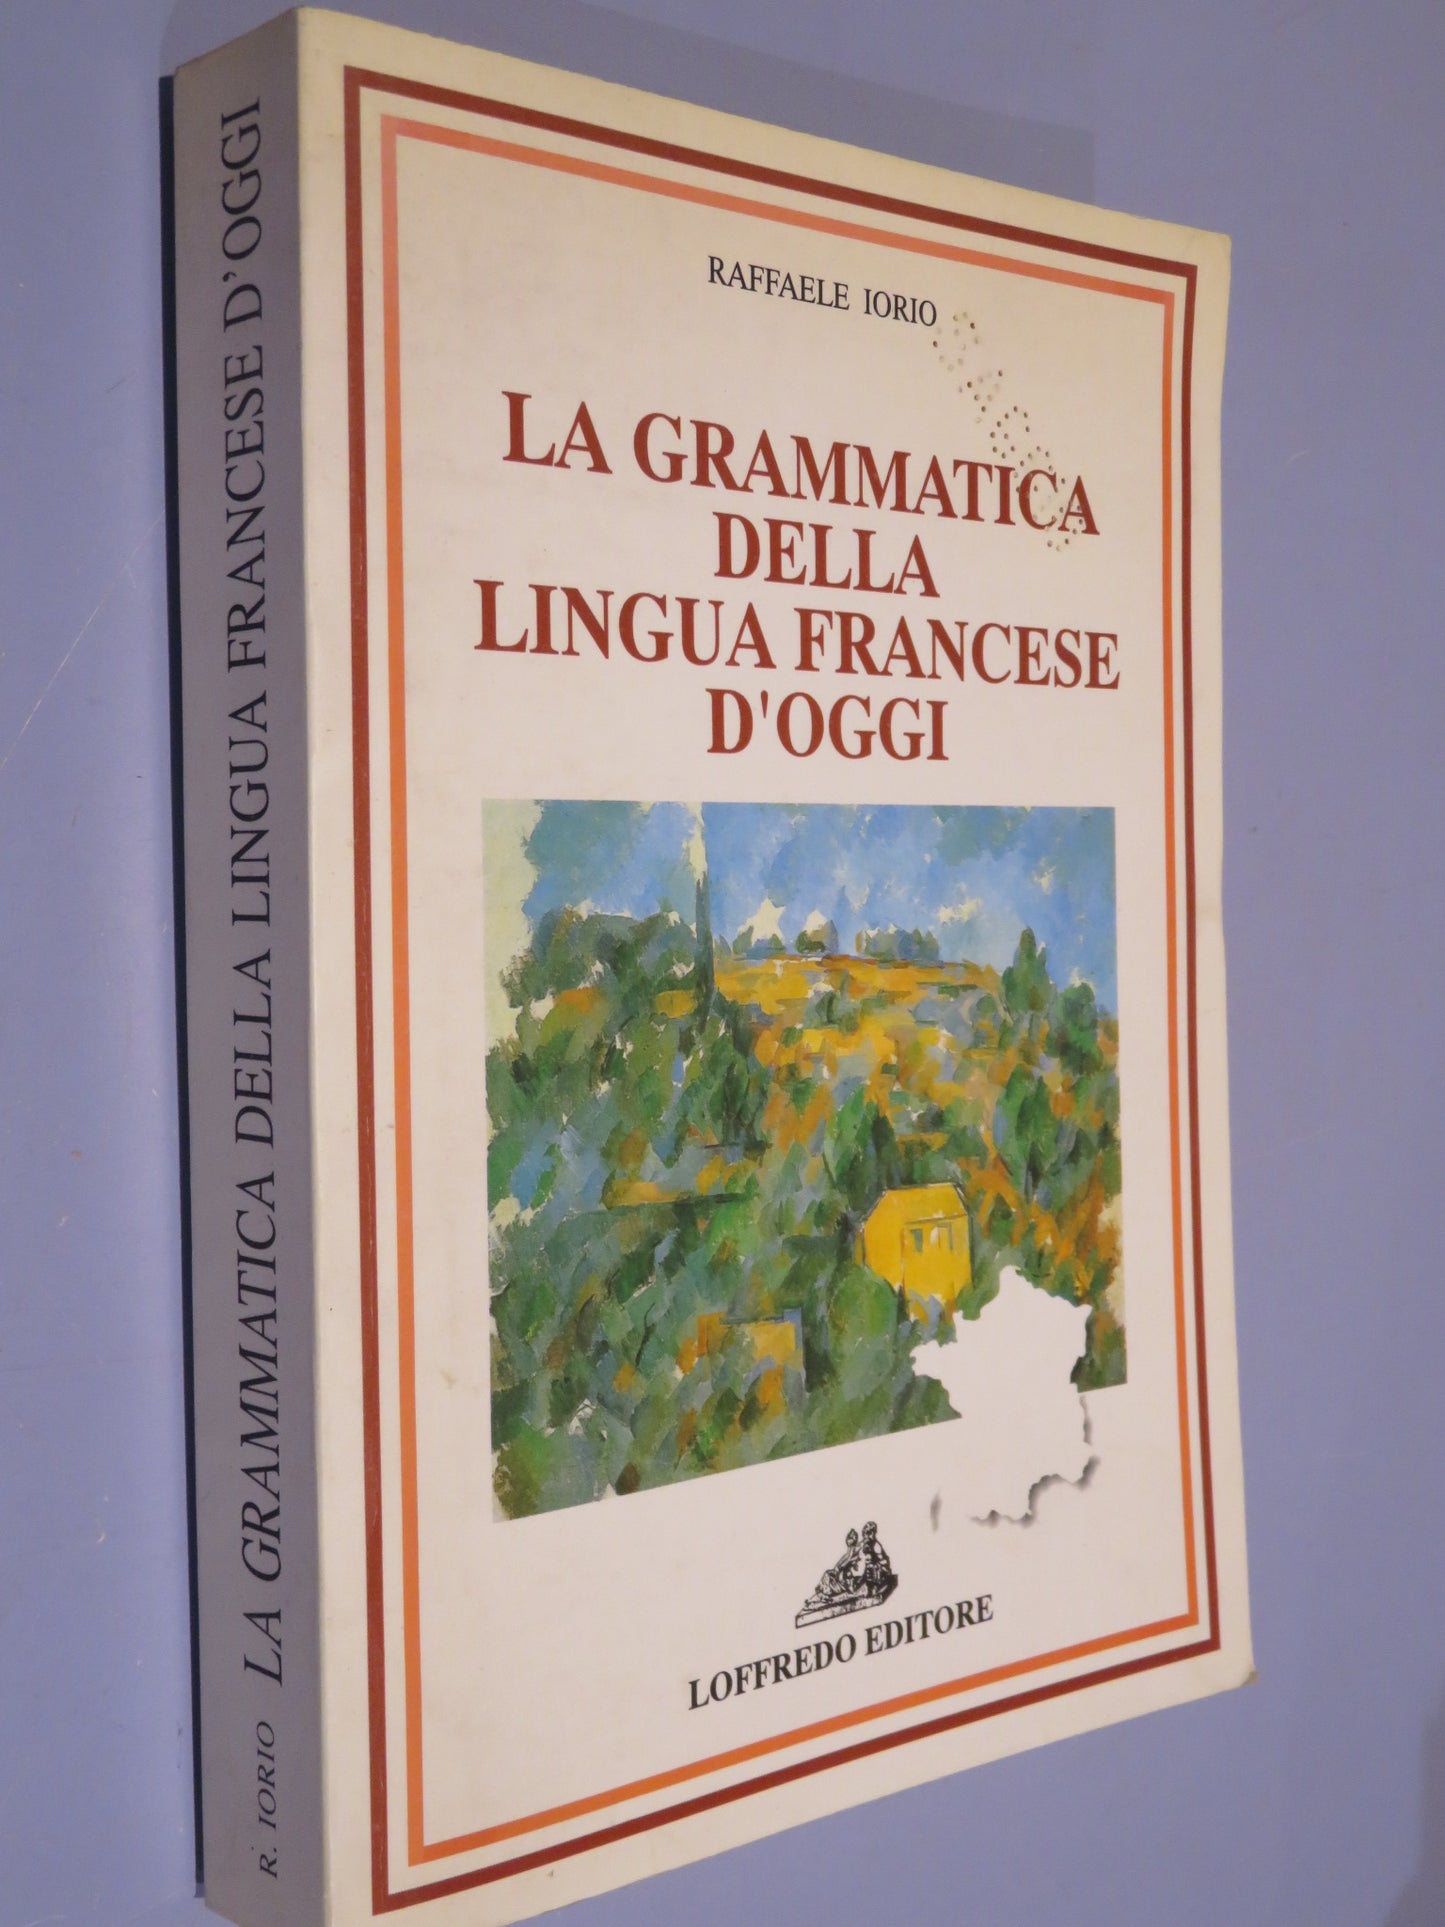 RAFFAELE IORIO
LA GRAMMATICA
DELLA
LINGUA FRANCESE
D'OGGI
LOFFREDO EDITORE
R. IORIO LA GRAMMATICA DELLA LINGUA FRANCESE D'OGGI